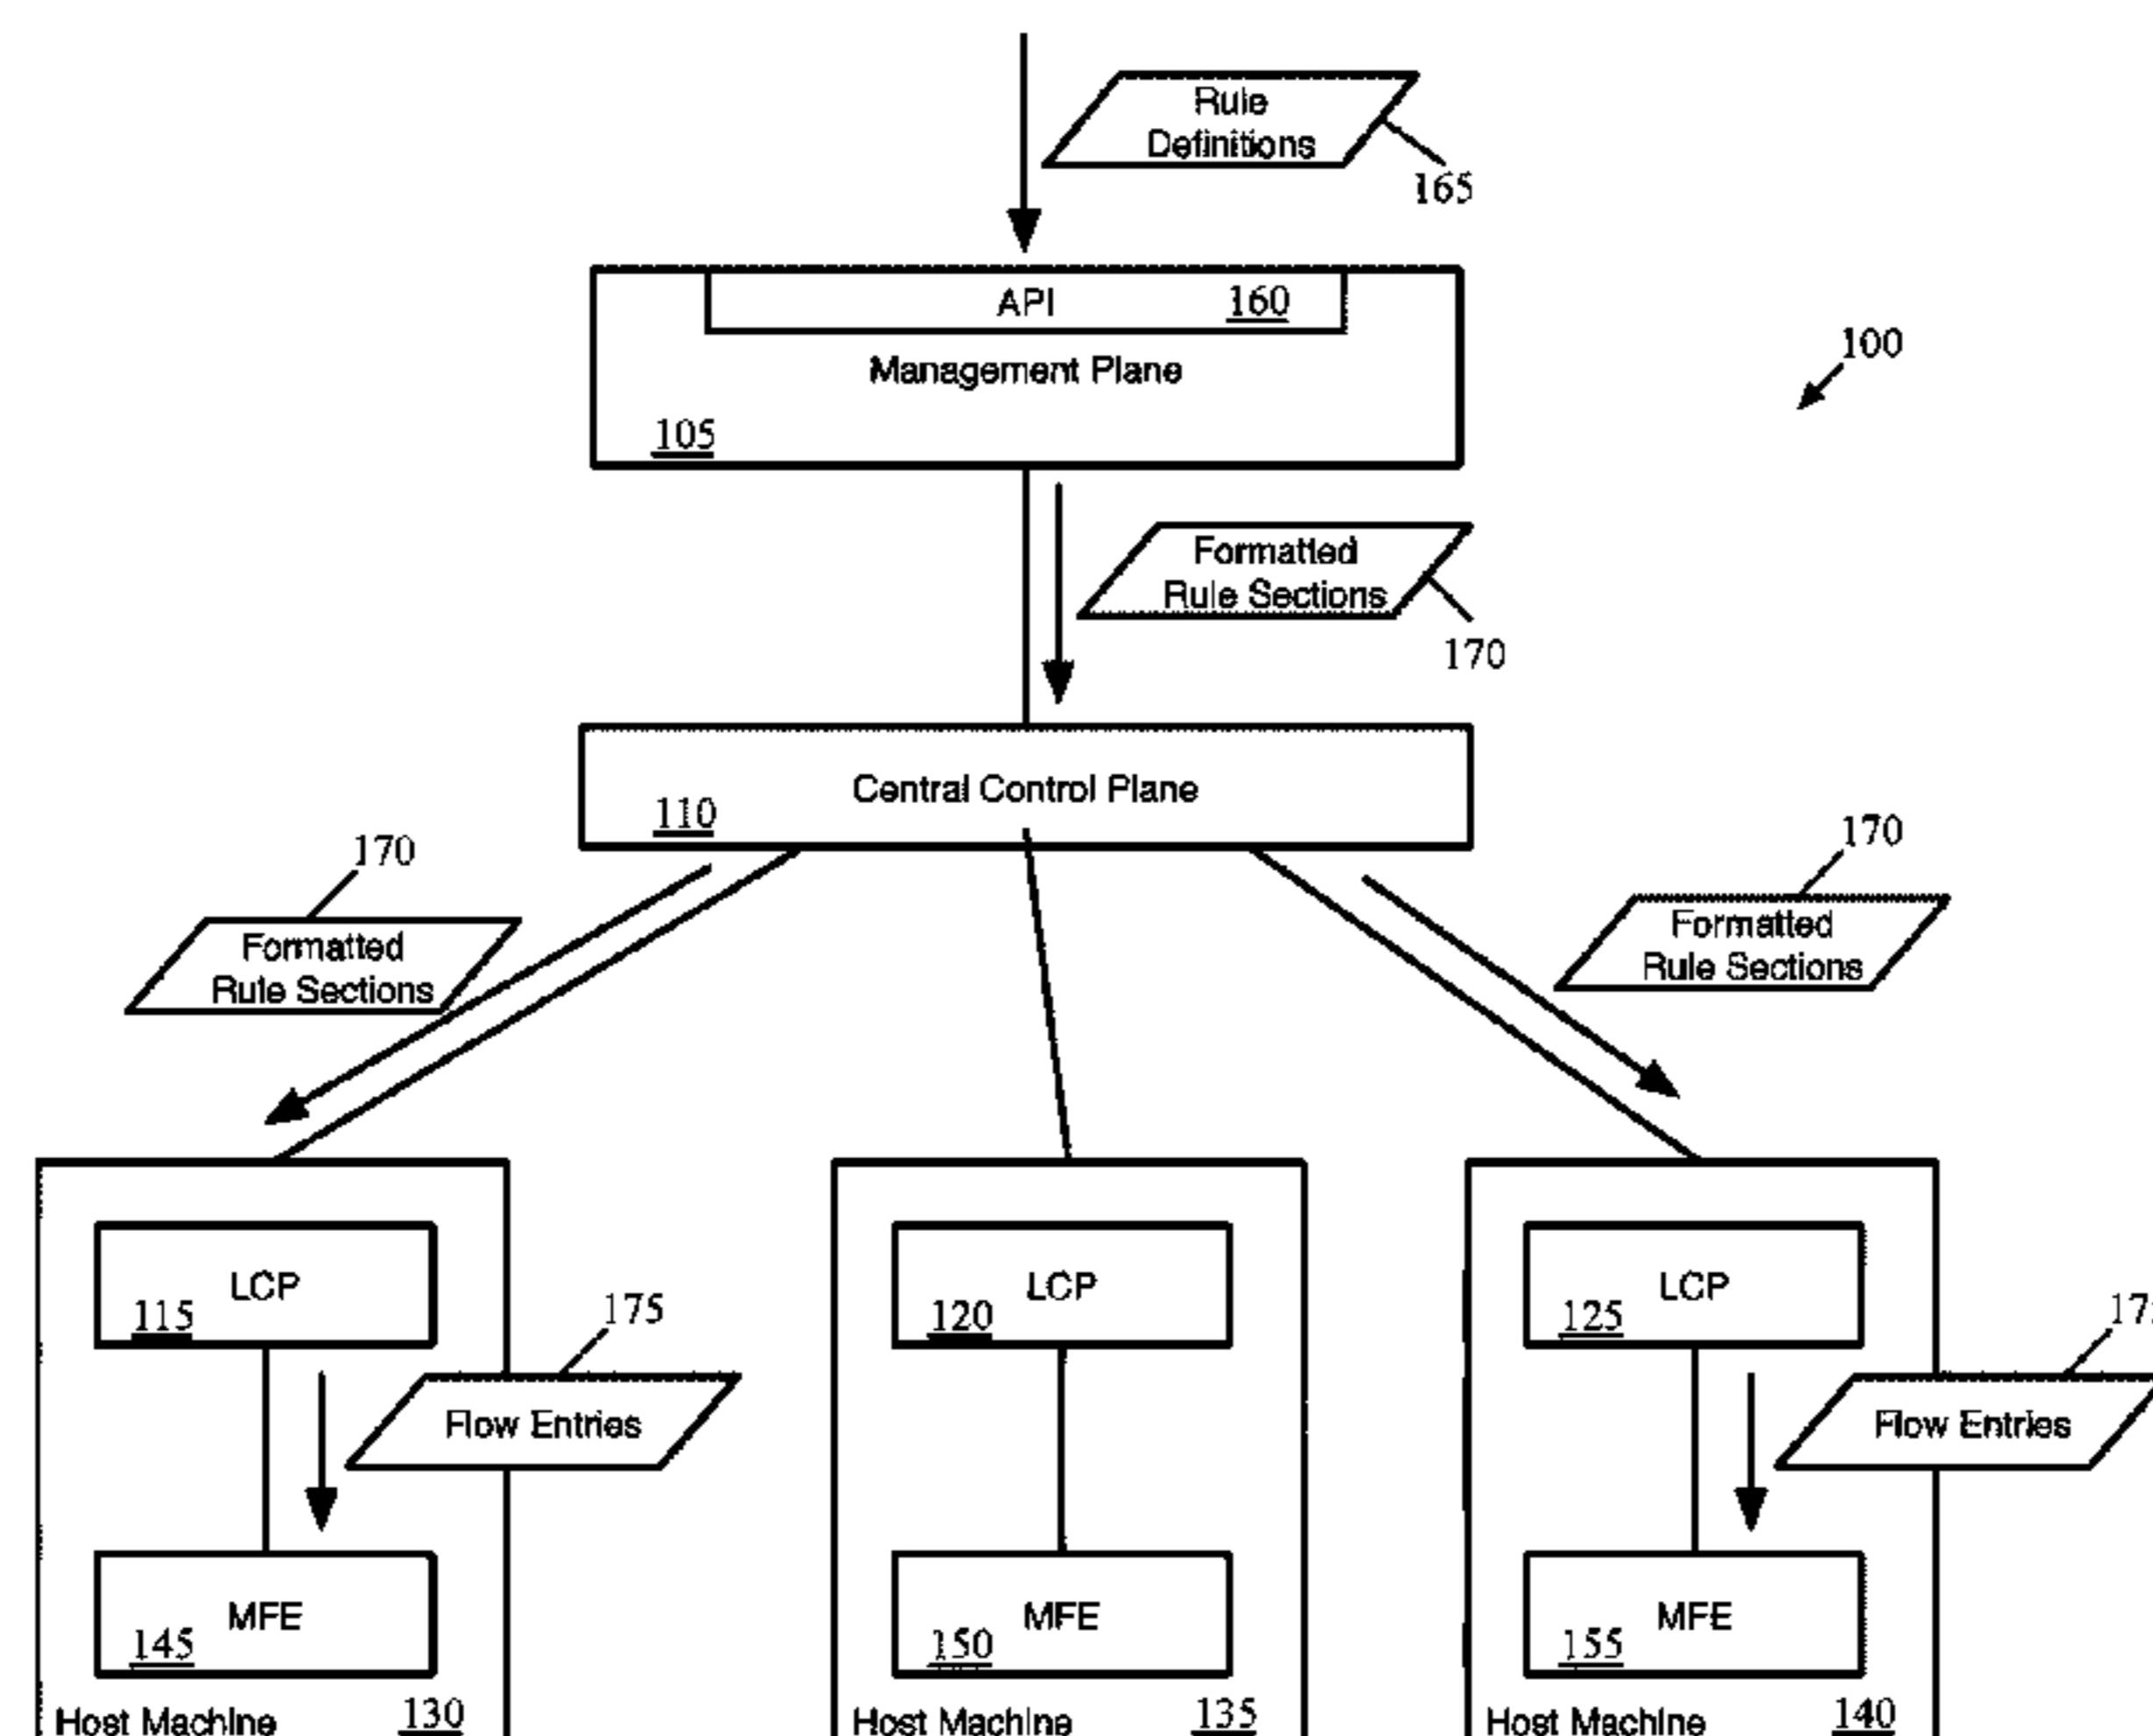 Rule
Definitions
165
API 160
Management Plane
105
100
Formatted
Rule Sections
170
Central Control Plane
110
170
Formatted
Rule Sections
170
Formatted
Rule Sections
LCP
115
175
Flow Entries
MFE
145
Host Machine 130
LCP
120
MFE
150
Host Machine 135
LCP
125
Flow Entries
MFE
155
Host Machine 140